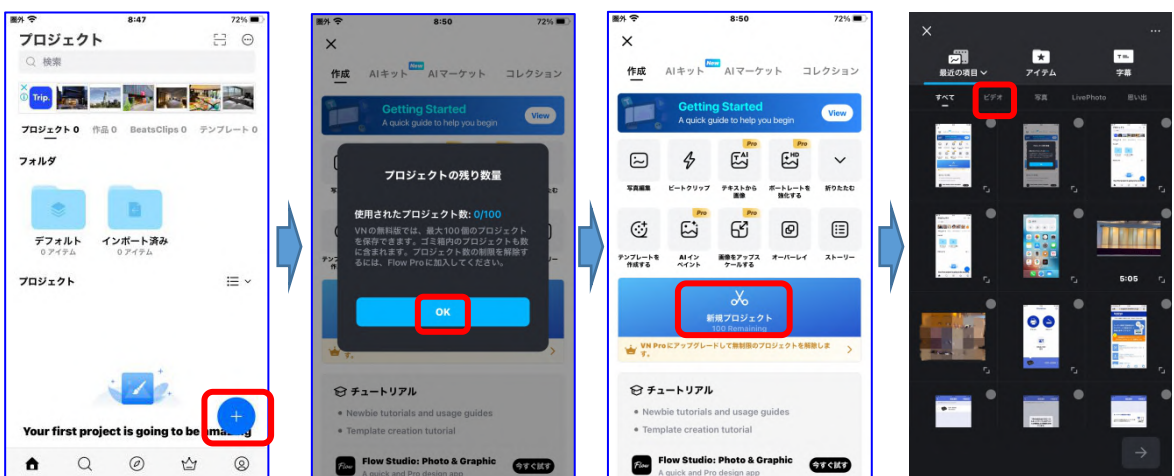 圏外 8:47 72%
プロジェクト
検索
Trip.
プロジェクト 0 作品 0 BeatsClips 0 テンプレート 0
フォルダ
デフォルト インポート済み
0 アイテム 0 アイテム
プロジェクト
Your first project is going to be amazing
圏外 8:50 72%
作成 AIキット New AIマーケット コレクション
Getting Started
A quick guide to help you begin
View
プロジェクトの残り数量
使用されたプロジェクト数: 0/100
VNの無料版では、最大100個のプロジェクト
を保存できます。ゴミ箱内のプロジェクトも数
に含まれます。プロジェクト数の制限を解除す
るには、Flow Proに加入してください。
OK
す。
チュートリアル
Newbie tutorials and usage guides
Template creation tutorial
Flow Studio: Photo & Graphic
A quick and Pro design app
今すぐ試す
Flow
圏外 8:50 72%
作成 AIキット New AIマーケット コレクション
Getting Started
A quick guide to help you begin
View
Pro Pro
写真編集 ビートクリップ テキストから ポートレートを 折りたたむ
画像 強化する
Pro Pro
テンプレートを AIイン 画像をアップス オーバーレイ ストーリー
作成する ペイント ケールする
新規プロジェクト
100 Remaining
VN Proにアップグレードして無制限のプロジェクトを解除しま
す。
チュートリアル
Newbie tutorials and usage guides
Template creation tutorial
Flow Studio: Photo & Graphic
A quick and Pro design app
今すぐ試す
Flow
最近の項目 アイテム 字幕
すべて ビデオ 写真 LivePhoto 思い出
5:05